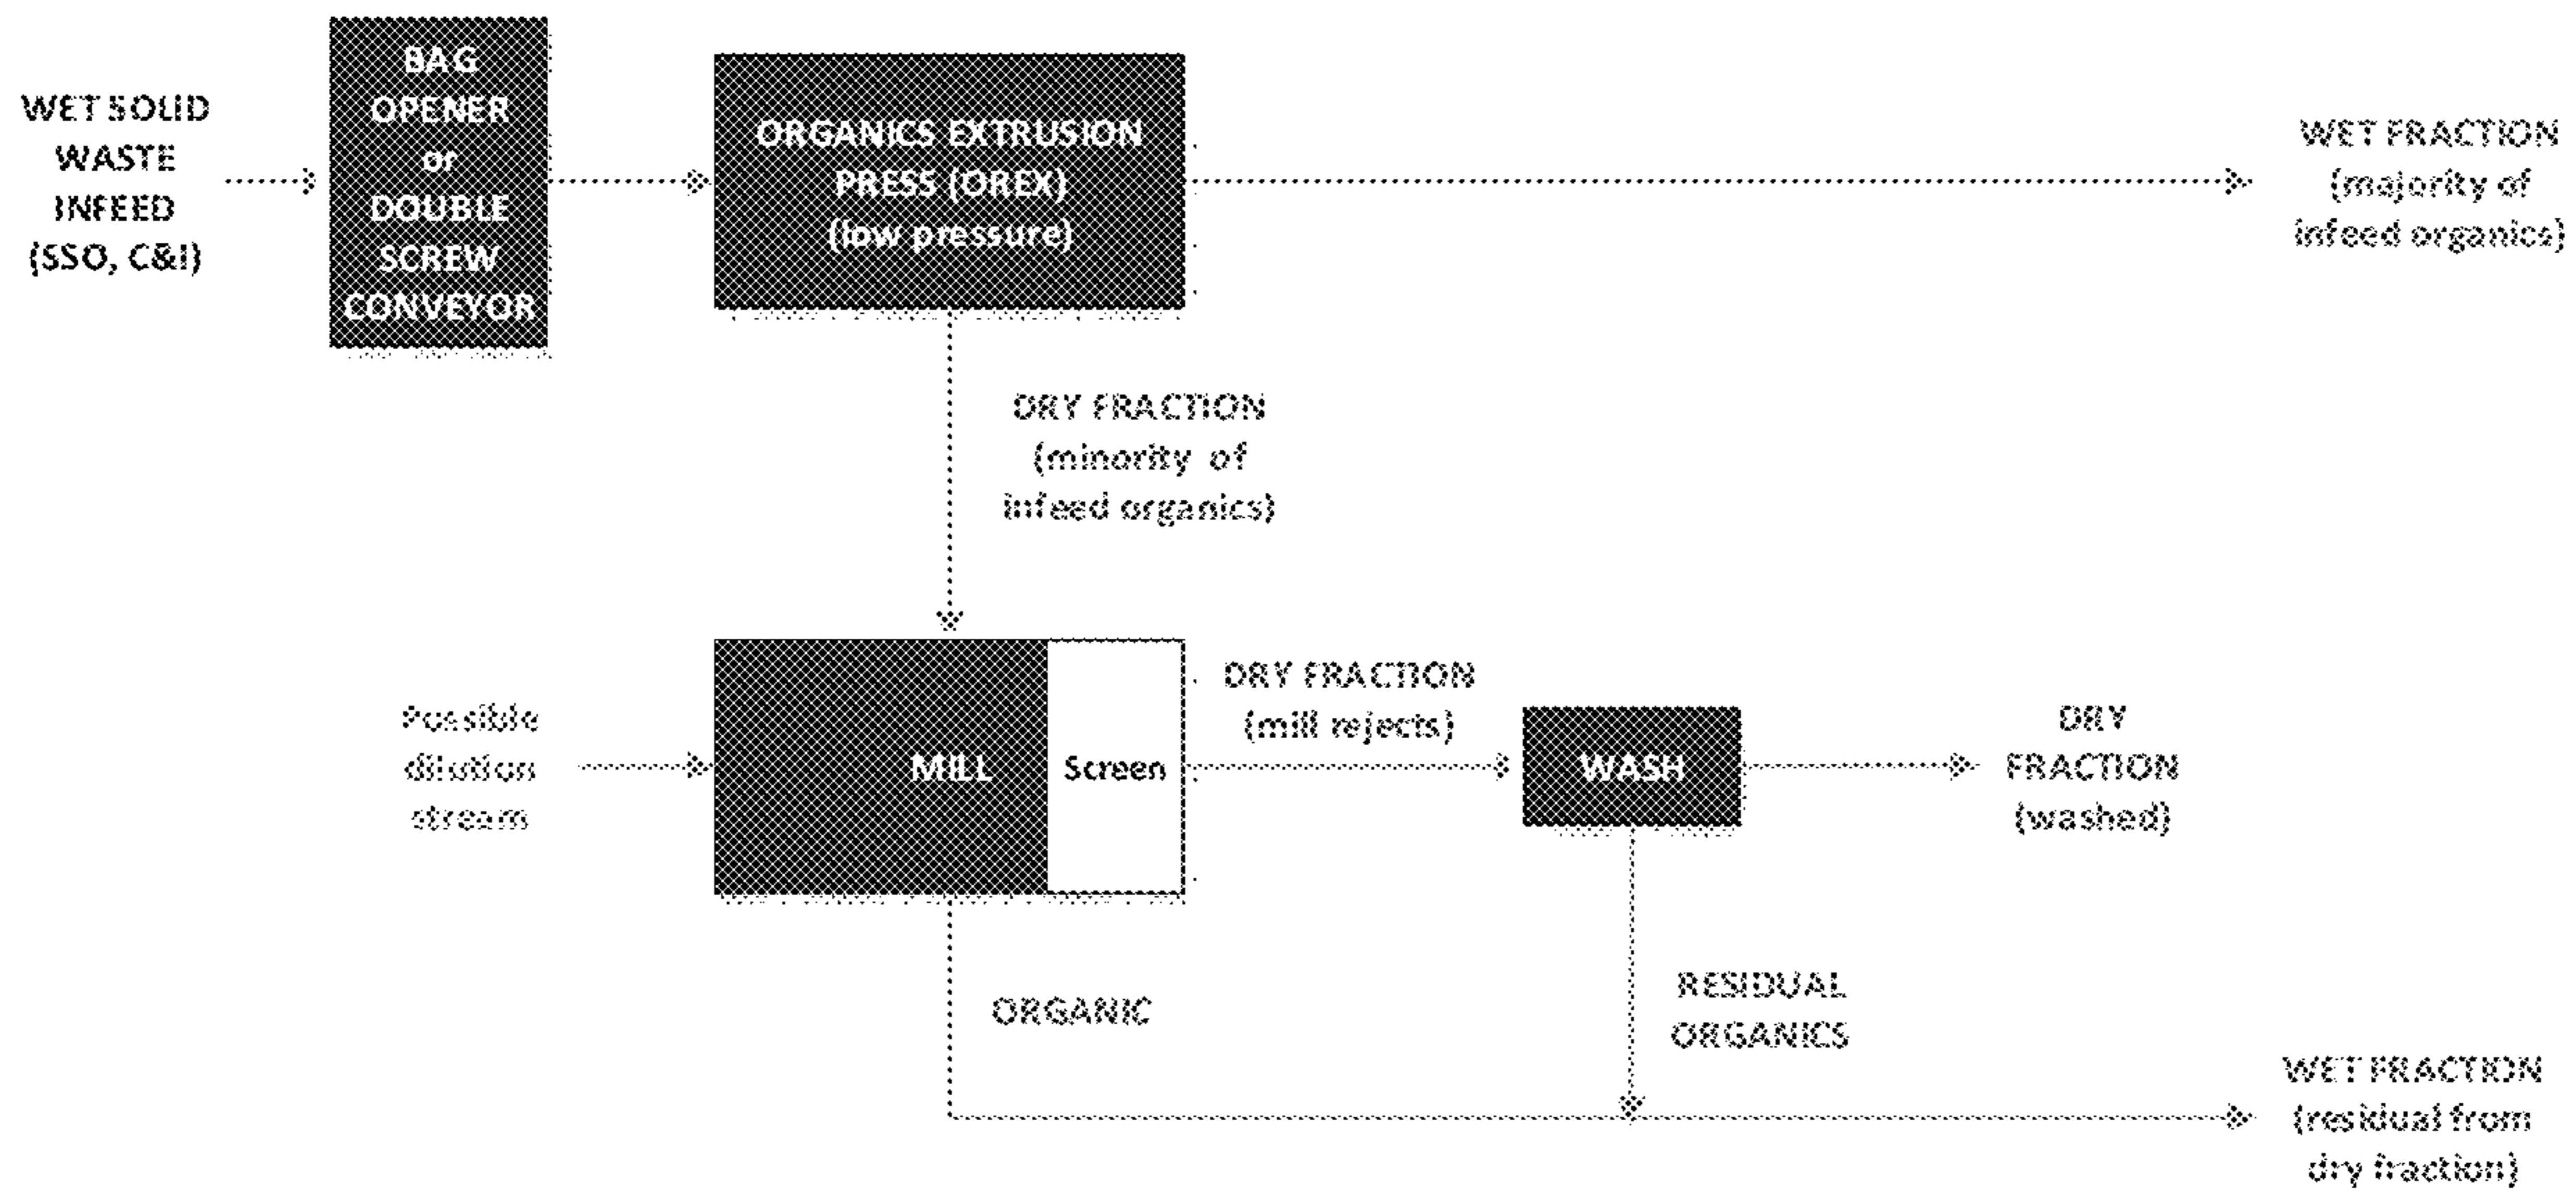 WET SOLID
WASTE
INFEED
(SSO, C&I)
BAG
OPENER
or
DOUBLE
SCREW
CONVEYOR
ORGANICS EXTRUSION
PRESS (OREX)
(low pressure)
WET FRACTION
(majority of
infeed organics)
DRY FRACTION
(minority of
infeed organics)
Possible
dilution
stream
MILL
Screen
DRY FRACTION
(mill rejects)
WASH
DRY
FRACTION
(washed)
ORGANIC
RESIDUAL
ORGANICS
WET FRACTION
(residual from
dry fraction)